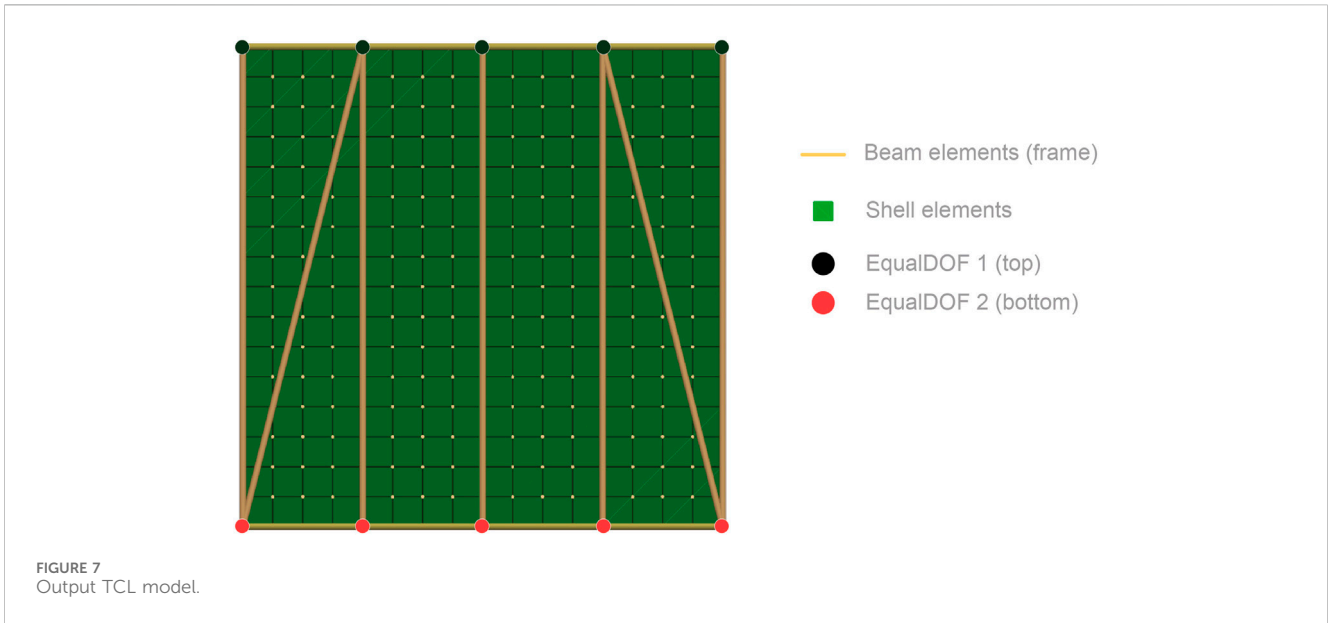 Beam elements (frame)
Shell elements
EqualDOF 1 (top)
EqualDOF 2 (bottom)
FIGURE 7
Output TCL model.